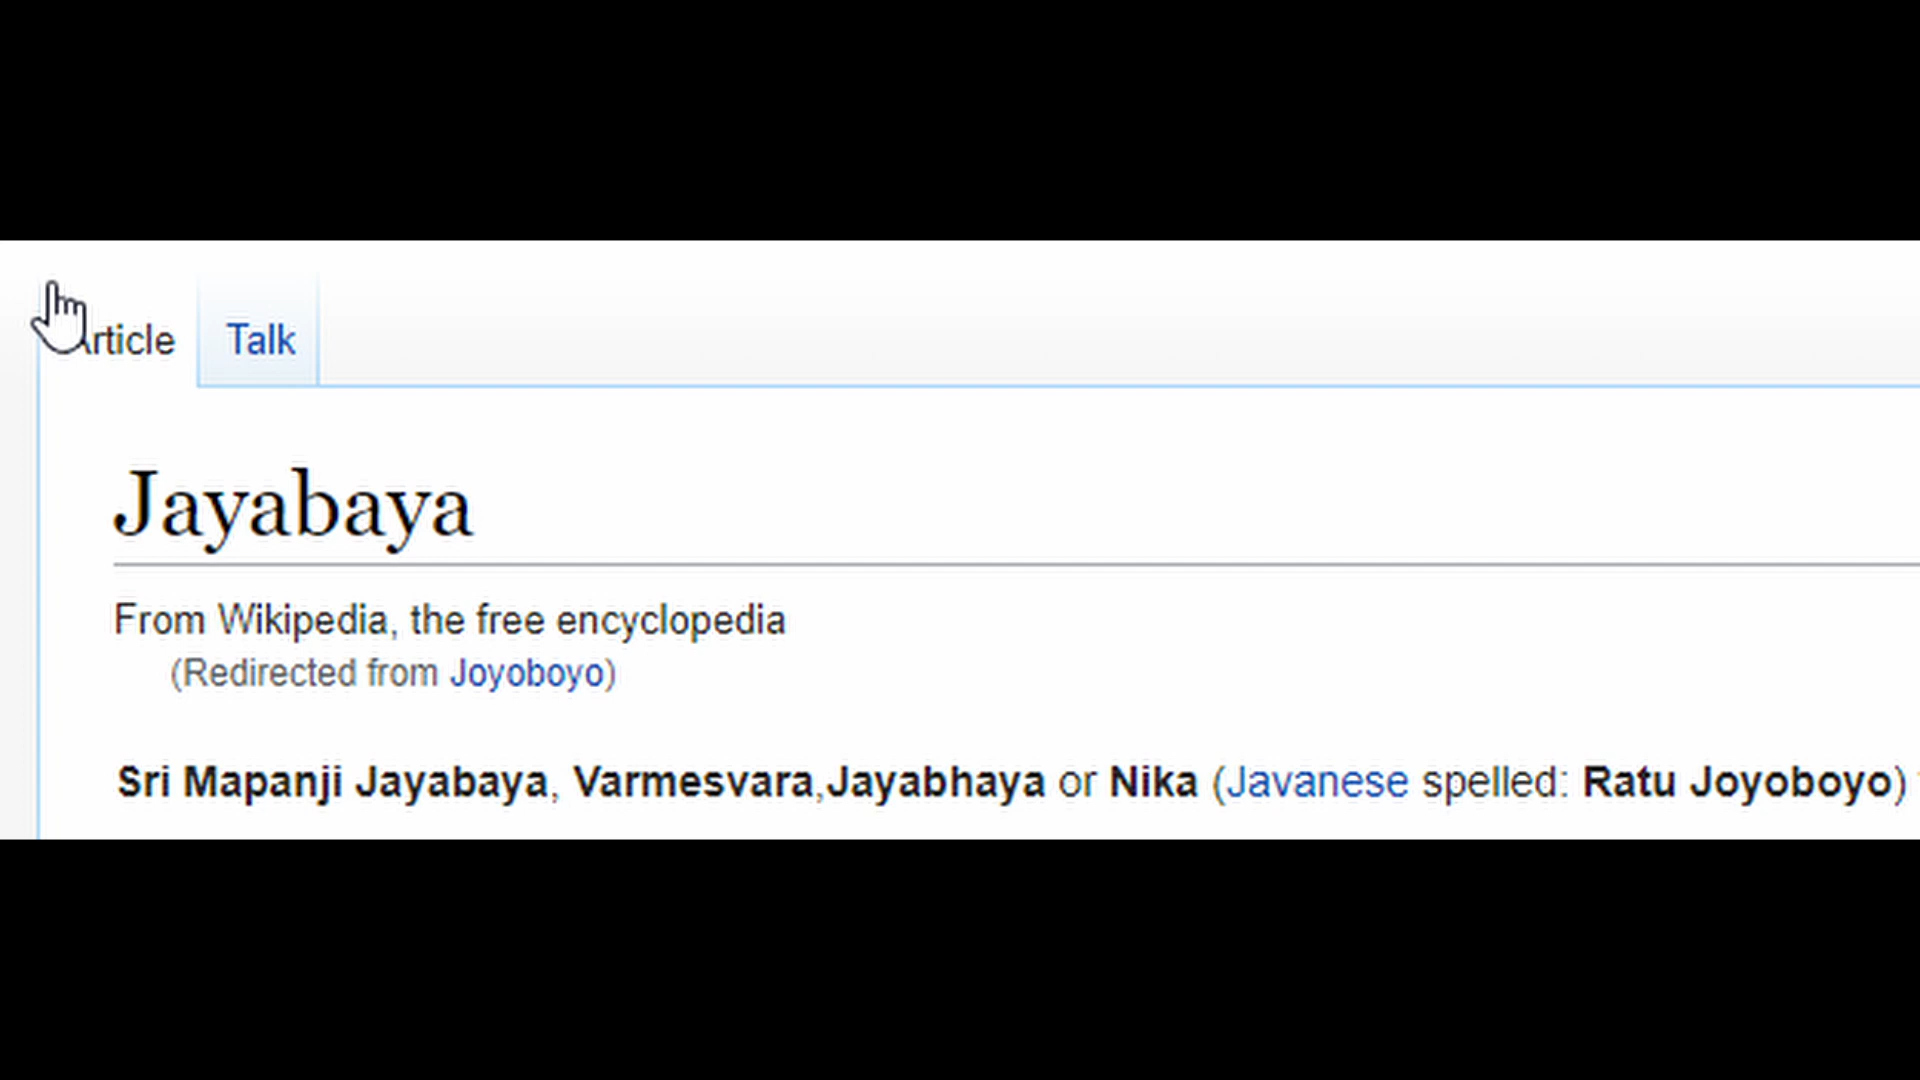 Article Talk
Jayabaya
From Wikipedia, the free encyclopedia
(Redirected from Joyoboyo)
Sri Mapanji Jayabaya, Varmesvara,Jayabhaya or Nika (Javanese spelled: Ratu Joyoboyo)